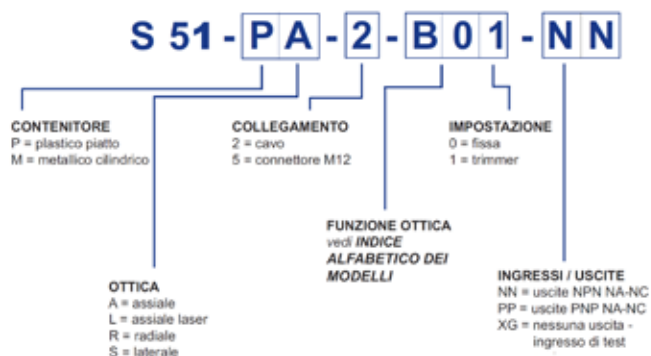 S 51 - P A - 2 - B 0 1 - N N
CONTENITORE
P = plastico piatto
M = metallico cilindrico
COLLEGAMENTO
2 = cavo
5 = connettore M12
IMPOSTAZIONE
0 = fissa
1 = trimmer
FUNZIONE OTTICA
vedi INDICE
ALFABETICO DEI
MODELLI
OTTICA
A = assiale
L = assiale laser
R = radiale
S = laterale
INGRESSI / USCITE
NN = uscite NPN NA-NC
PP = uscite PNP NA-NC
XG = nessuna uscita -
ingresso di test